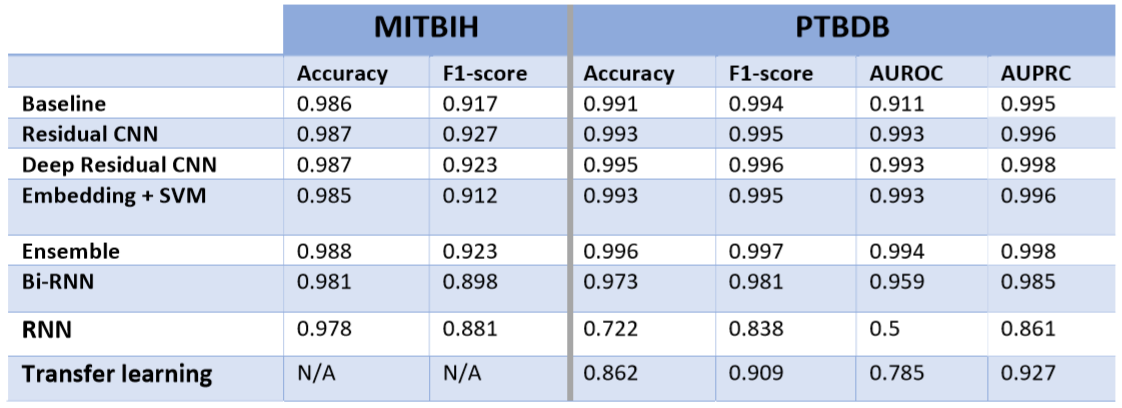 MITBIH PTBDB
Accuracy F1-score Accuracy F1-score AUROC AUPRC
Baseline 0.986 0.917 0.991 0.994 0.911 0.995
Residual CNN 0.987 0.927 0.993 0.995 0.993 0.996
Deep Residual CNN 0.987 0.923 0.995 0.996 0.993 0.998
Embedding + SVM 0.985 0.912 0.993 0.995 0.993 0.996
Ensemble 0.988 0.923 0.996 0.997 0.994 0.998
Bi-RNN 0.981 0.898 0.973 0.981 0.959 0.985
RNN 0.978 0.881 0.722 0.838 0.5 0.861
Transfer learning N/A N/A 0.862 0.909 0.785 0.927